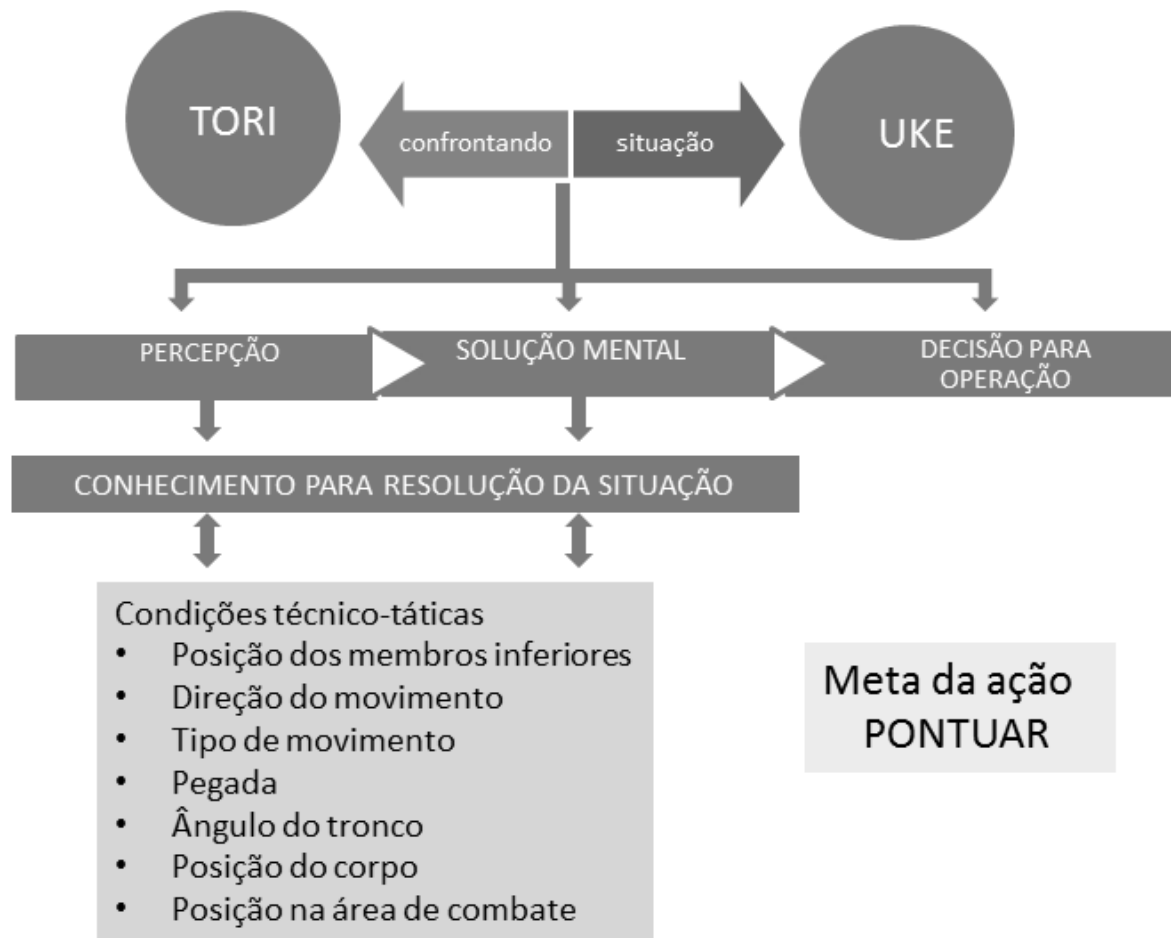 TORI
confrontando
situação
UKE
PERCEPÇÃO
SOLUÇÃO MENTAL
DECISÃO PARA
OPERAÇÃO
CONHECIMENTO PARA RESOLUÇÃO DA SITUAÇÃO
Condições técnico-táticas
• Posição dos membros inferiores
• Direção do movimento
• Tipo de movimento
• Pegada
• Ângulo do tronco
• Posição do corpo
• Posição na área de combate
Meta da ação
PONTUAR